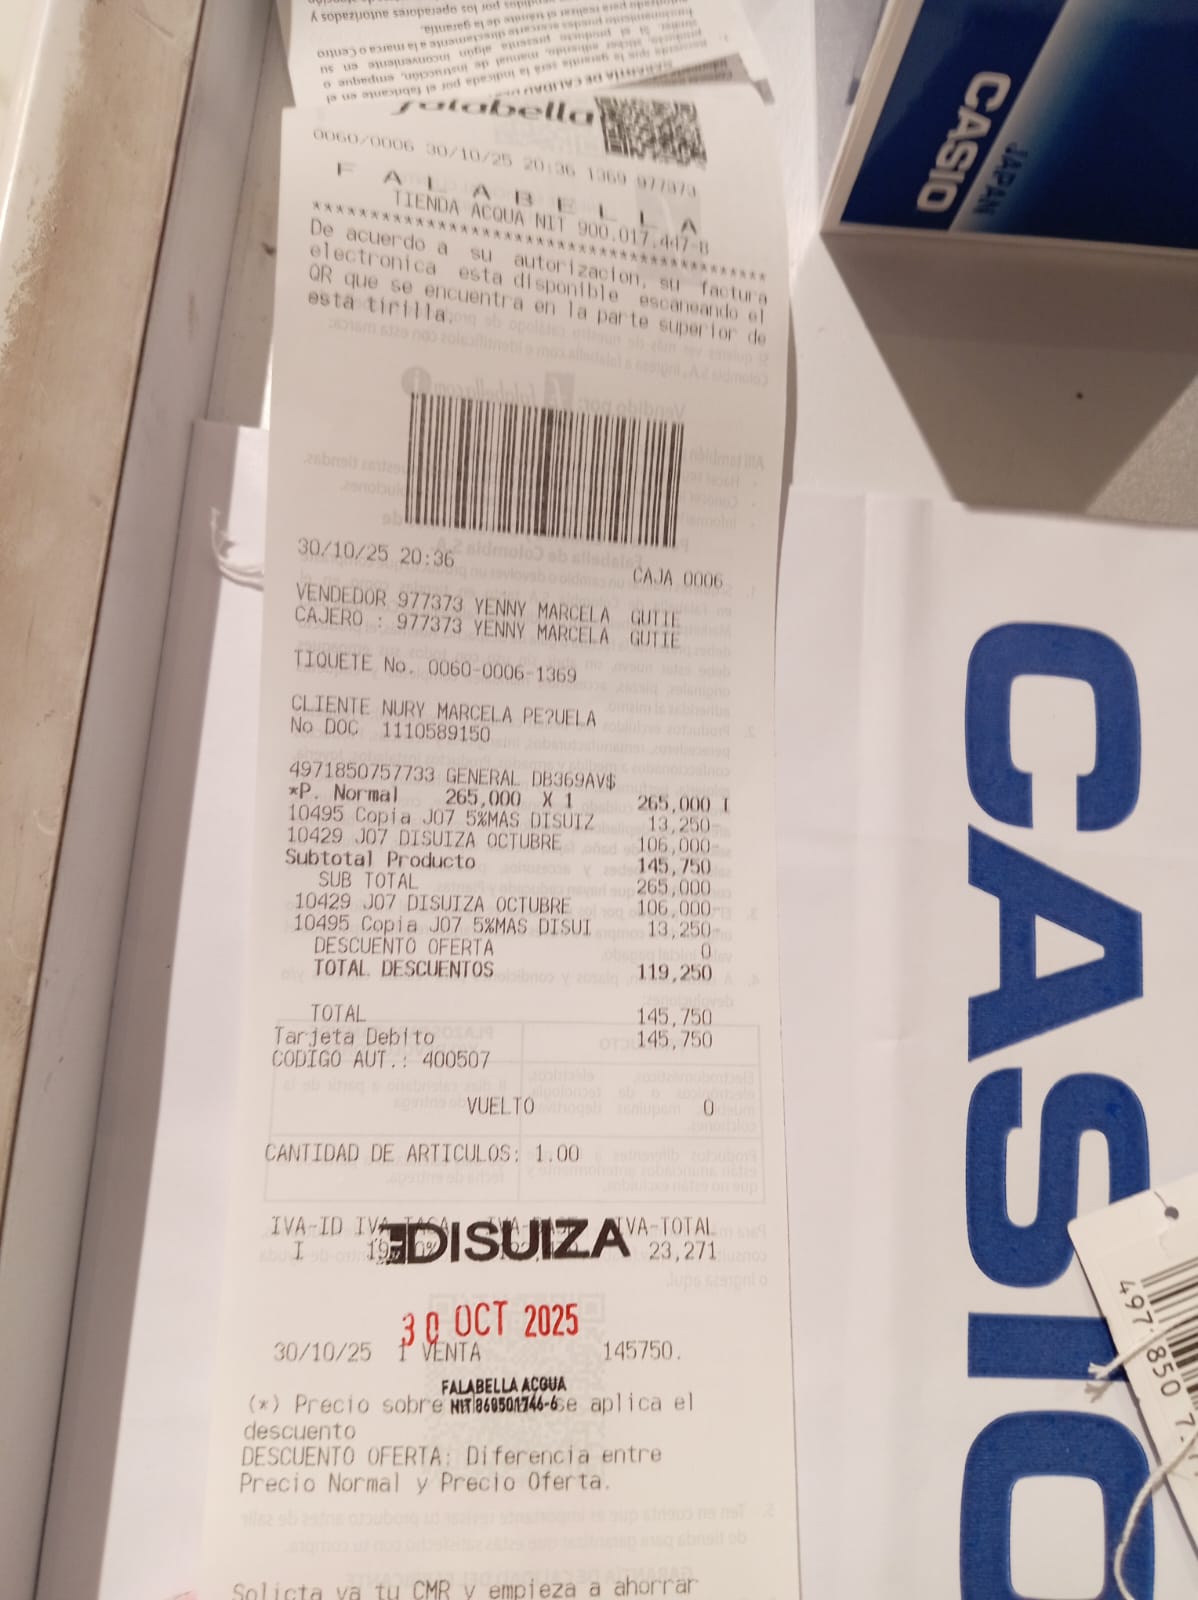 falabella
0060/0006 30/10/25 20:36 1369 977373
F A L A B E L L A
TIENDA ACQUA NIT 900.017.447-8
****************************************
De acuerdo a su autorizacion, su factura
electronica esta disponible escaneando el
QR que se encuentra en la parte superior de
esta tirilla.
30/10/25 20:36 CAJA 0006
VENDEDOR 977373 YENNY MARCELA GUTIE
CAJERO : 977373 YENNY MARCELA GUTIE
TIQUETE No. 0060-0006-1369
CLIENTE NURY MARCELA PE?UELA
No DOC 1110589150
4971850757733 GENERAL DB369AV$
*P. Normal 265,000 X 1 265,000 I
10495 Copia J07 5%MAS DISUIZ 13,250-
10429 J07 DISUIZA OCTUBRE 106,000-
Subtotal Producto 145,750
SUB TOTAL 265,000
10429 J07 DISUIZA OCTUBRE 106,000-
10495 Copia J07 5%MAS DISUI 13,250-
DESCUENTO OFERTA 0
TOTAL DESCUENTOS 119,250
TOTAL 145,750
Tarjeta Debito 145,750
CODIGO AUT.: 400507
VUELTO 0
CANTIDAD DE ARTICULOS: 1.00
IVA-ID IVA-TASA IVA-BASE IVA-TOTAL
I 23,271
DISUIZA
30 OCT 2025
30/10/25 1 VENTA 145750.
FALABELLA ACQUA
NIT 860501746-6
(*) Precio sobre se aplica el
descuento
DESCUENTO OFERTA: Diferencia entre
Precio Normal y Precio Oferta.
Solicta ya tu CMR y empieza a ahorrar
CASIO
JAPAN
CASIO